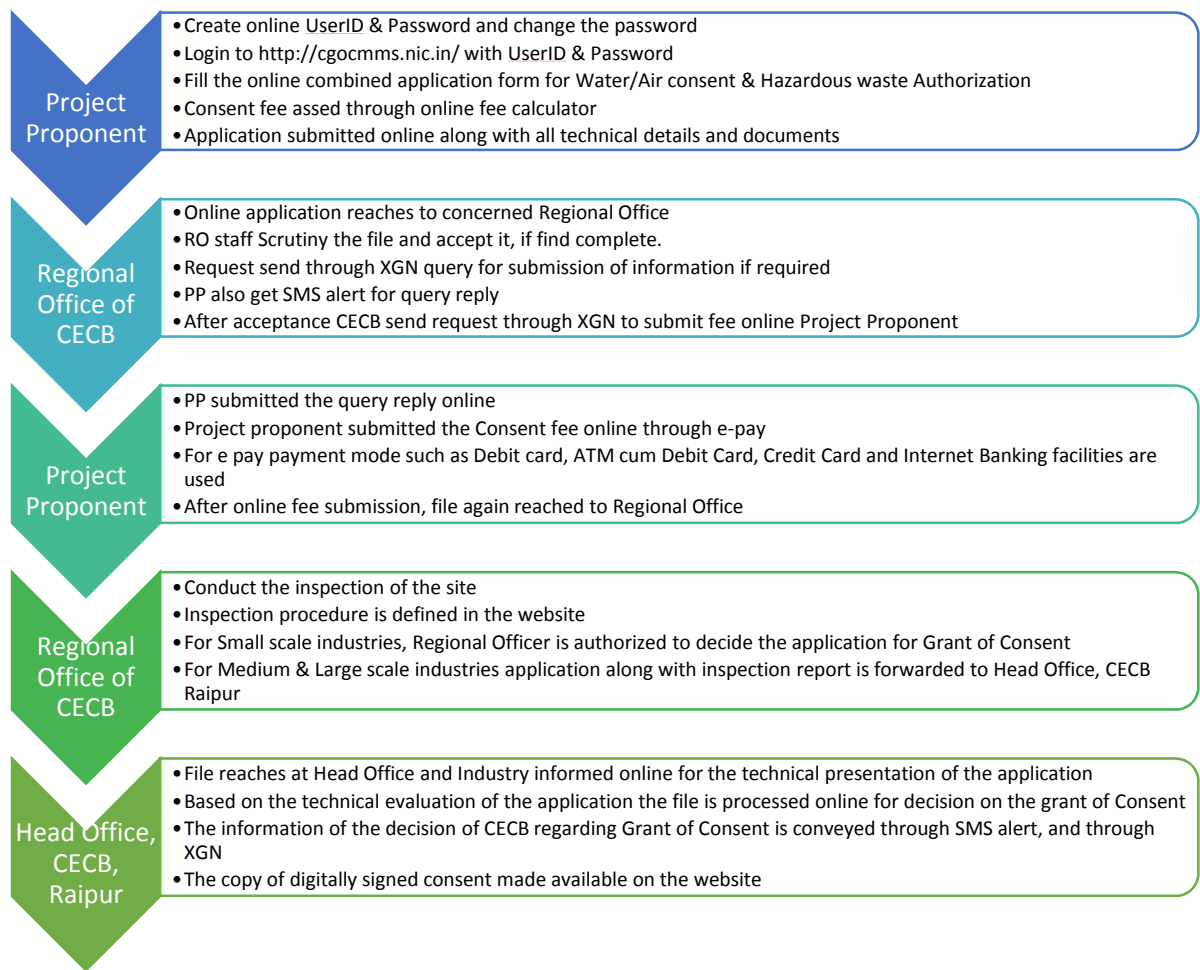 Project
Proponent
•Create online UserID & Password and change the password
•Login to http://cgocmms.nic.in/ with UserID & Password
•Fill the online combined application form for Water/Air consent & Hazardous waste Authorization
•Consent fee assed through online fee calculator
•Application submitted online along with all technical details and documents
Regional
Office of
CECB
•Online application reaches to concerned Regional Office
•RO staff Scrutiny the file and accept it, if find complete.
•Request send through XGN query for submission of information if required
•PP also get SMS alert for query reply
•After acceptance CECB send request through XGN to submit fee online Project Proponent
Project
Proponent
•PP submitted the query reply online
•Project proponent submitted the Consent fee online through e-pay
•For e pay payment mode such as Debit card, ATM cum Debit Card, Credit Card and Internet Banking facilities are
used
•After online fee submission, file again reached to Regional Office
Regional
Office of
CECB
•Conduct the inspection of the site
•Inspection procedure is defined in the website
•For Small scale industries, Regional Officer is authorized to decide the application for Grant of Consent
•For Medium & Large scale industries application along with inspection report is forwarded to Head Office, CECB
Raipur
Head Office,
CECB,
Raipur
•File reaches at Head Office and Industry informed online for the technical presentation of the application
•Based on the technical evaluation of the application the file is processed online for decision on the grant of Consent
•The information of the decision of CECB regarding Grant of Consent is conveyed through SMS alert, and through
XGN
•The copy of digitally signed consent made available on the website